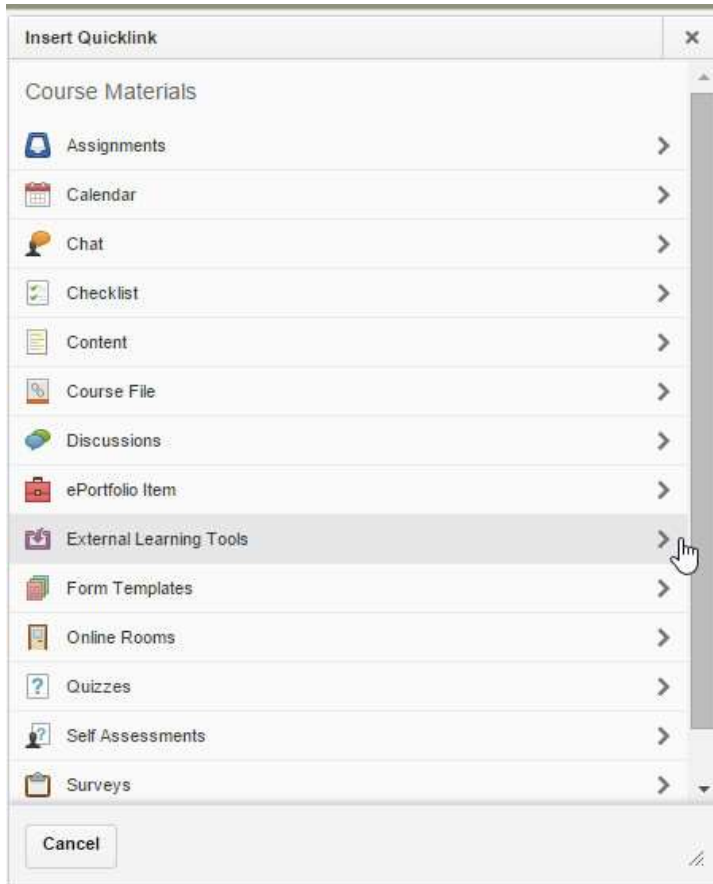 Insert Quicklink
Course Materials
Assignments
Calendar
Chat
Checklist
Content
Course File
Discussions
ePortfolio Item
External Learning Tools
Form Templates
Online Rooms
Quizzes
Self Assessments
Surveys
Cancel